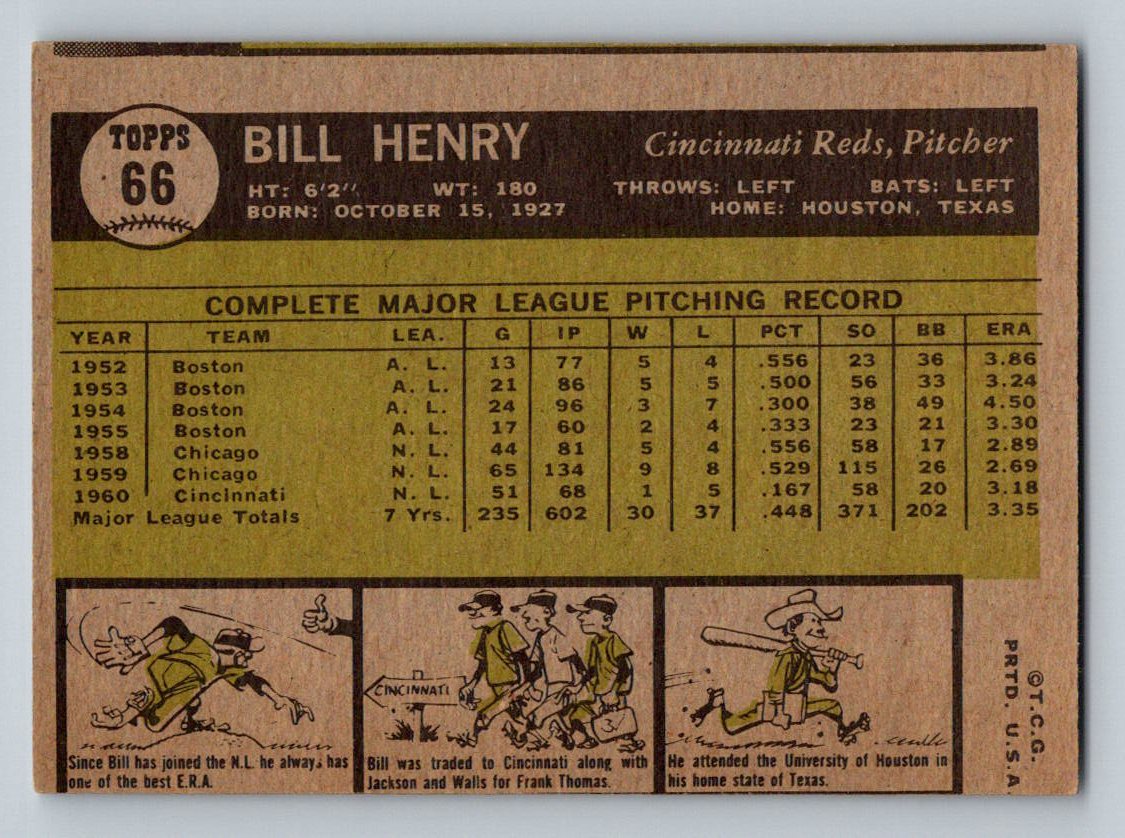 TOPPS
66
BILL HENRY
Cincinnati Reds, Pitcher
HT: 6'2" WT: 180 THROWS: LEFT BATS: LEFT
BORN: OCTOBER 15, 1927 HOME: HOUSTON, TEXAS
COMPLETE MAJOR LEAGUE PITCHING RECORD
YEAR TEAM LEA. G IP W L PCT SO BB ERA
1952 Boston A. L. 13 77 5 4 .556 23 36 3.86
1953 Boston A. L. 21 86 5 5 .500 56 33 3.24
1954 Boston A. L. 24 96 3 7 .300 38 49 4.50
1955 Boston A. L. 17 60 2 4 .333 23 21 3.30
1958 Chicago N. L. 44 81 5 4 .556 58 17 2.89
1959 Chicago N. L. 65 134 9 8 .529 115 26 2.69
1960 Cincinnati N. L. 51 68 1 5 .167 58 20 3.18
Major League Totals 7 Yrs. 235 602 30 37 .448 371 202 3.35
CINCINNATI
3
Since Bill has joined the N.L. he always has
one of the best E.R.A.
Bill was traded to Cincinnati along with
Jackson and Walls for Frank Thomas.
He attended the University of Houston in
his home state of Texas.
©T.C.G.
PRTD. U.S.A.